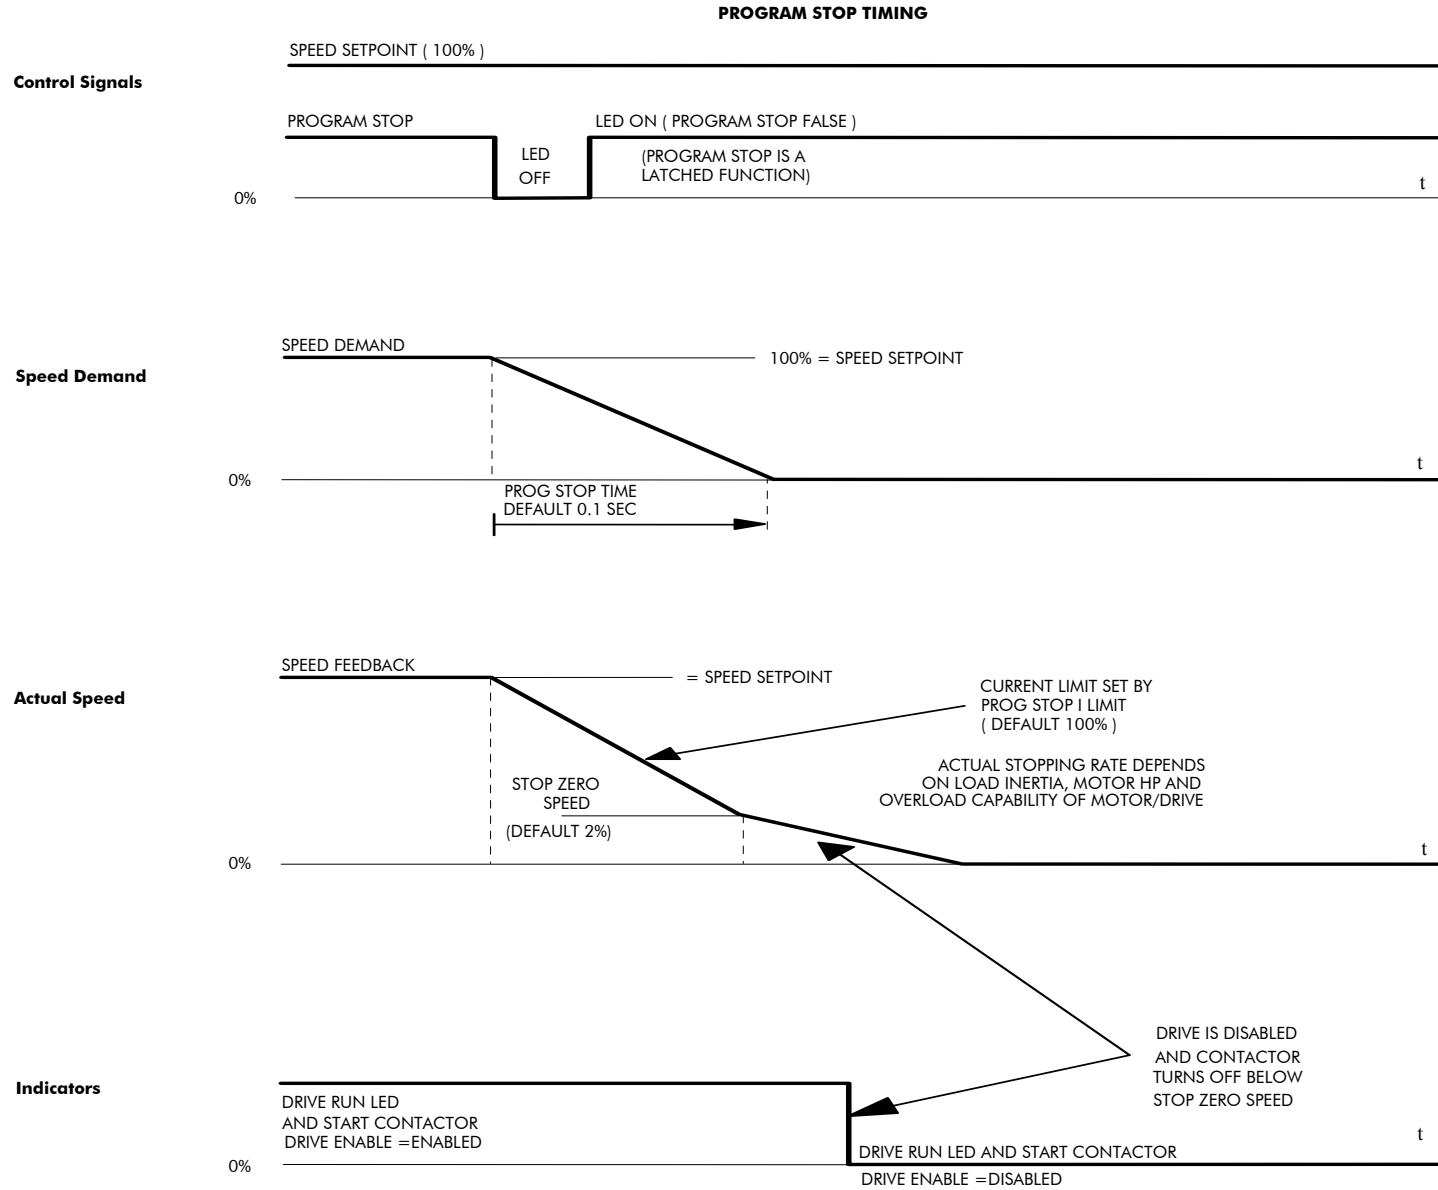 PROGRAM STOP TIMING
SPEED SETPOINT ( 100% )
Control Signals
PROGRAM STOP
LED ON ( PROGRAM STOP FALSE )
LED
OFF
(PROGRAM STOP IS A
LATCHED FUNCTION)
t
0%
SPEED DEMAND
100% = SPEED SETPOINT
Speed Demand
t
0%
PROG STOP TIME
DEFAULT 0.1 SEC
SPEED FEEDBACK
= SPEED SETPOINT
Actual Speed
CURRENT LIMIT SET BY
PROG STOP I LIMIT
( DEFAULT 100% )
ACTUAL STOPPING RATE DEPENDS
ON LOAD INERTIA, MOTOR HP AND
OVERLOAD CAPABILITY OF MOTOR/DRIVE
STOP ZERO
SPEED
(DEFAULT 2%)
t
0%
DRIVE IS DISABLED
AND CONTACTOR
TURNS OFF BELOW
STOP ZERO SPEED
Indicators
DRIVE RUN LED
AND START CONTACTOR
DRIVE ENABLE =ENABLED
t
0%
DRIVE RUN LED AND START CONTACTOR
DRIVE ENABLE =DISABLED